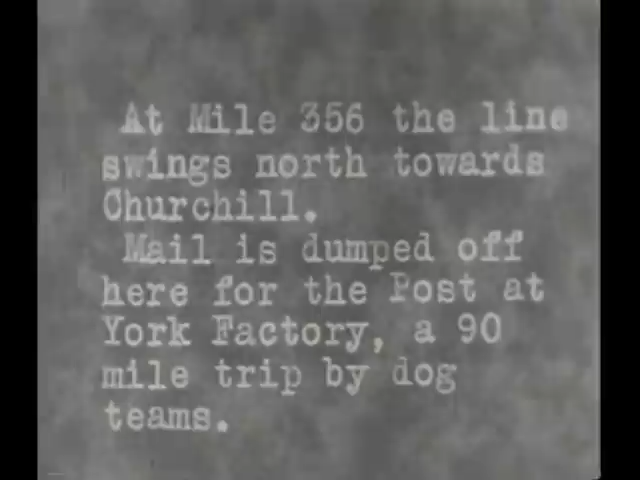 At Mile 356 the line
swings north towards
Churchill.
Mail is dumped off
here for the Post at
York Factory, a 90
mile trip by dog
teams.